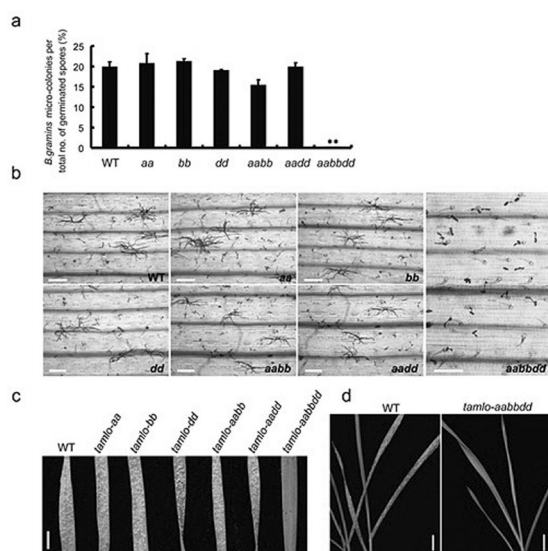 a
B.gramins micro-colonies per
total no. of germinated spores (%)
25
20
15
10
5
0
WT aa bb dd aabb aadd aabbdd
**
b
WT aa bb
dd aabb aadd aabbdd
c
WT tamlo-aa tamlo-bb tamlo-dd tamlo-aabb tamlo-aadd tamlo-aabbdd
d
WT tamlo-aabbdd